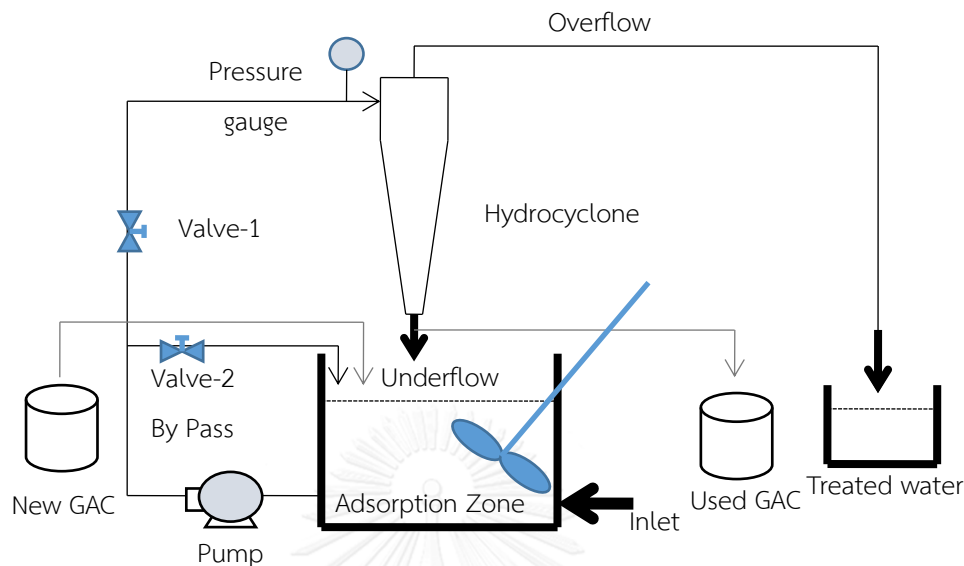 Overflow
Pressure
gauge
Hydrocyclone
Valve-1
Valve-2
Underflow
By Pass
New GAC
Adsorption Zone
Inlet
Used GAC
Treated water
Pump